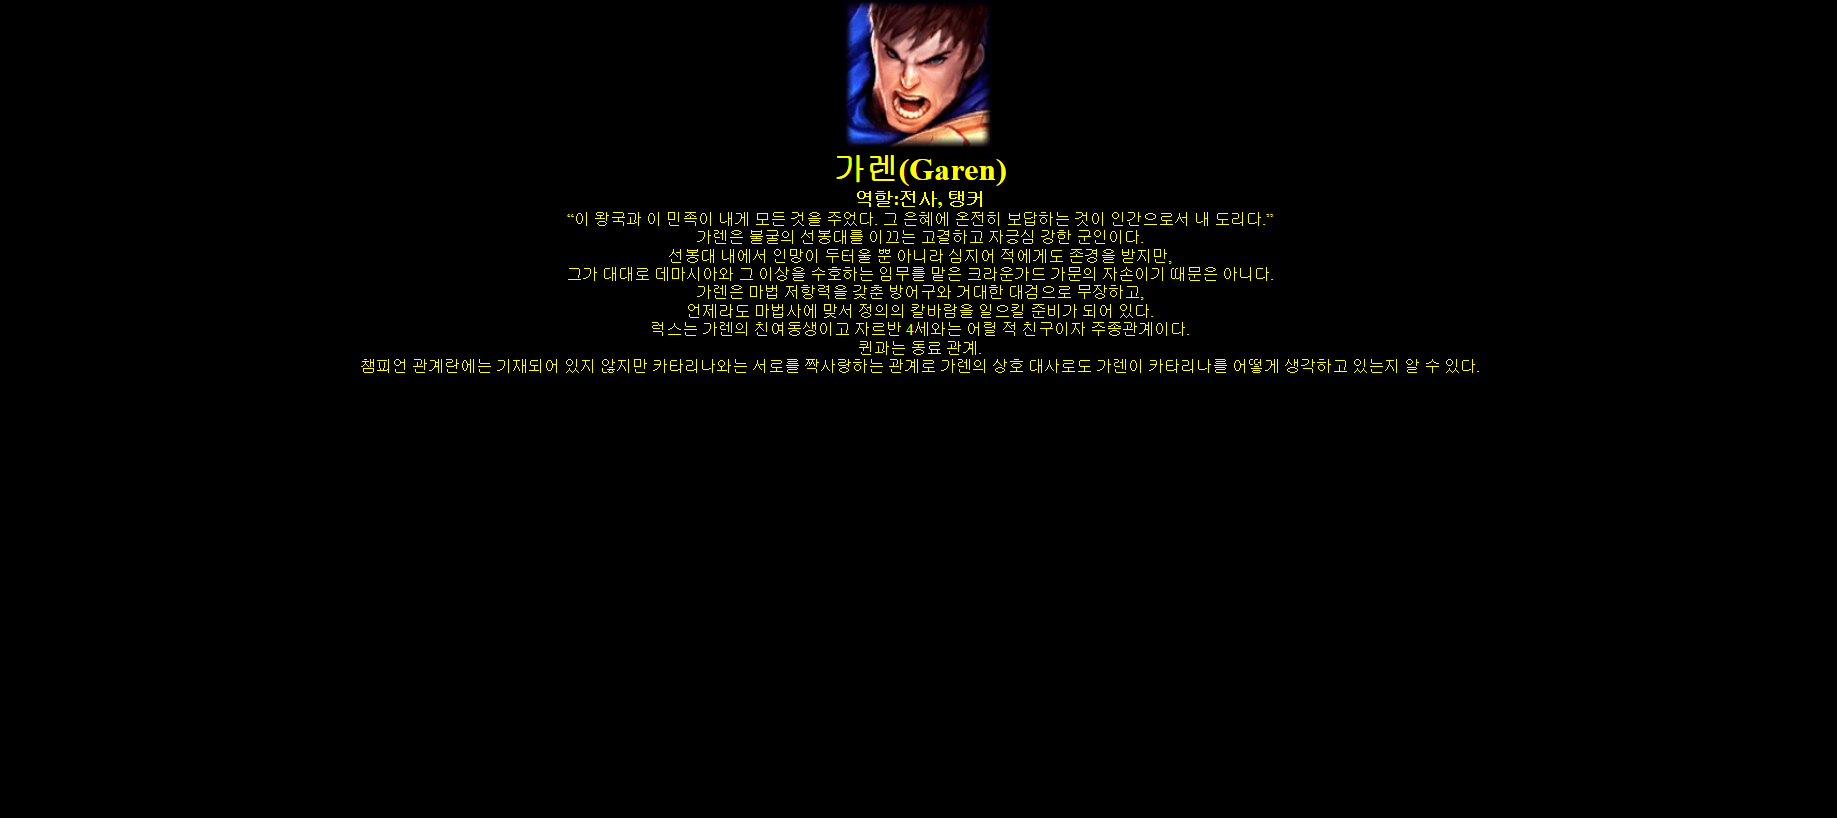 가렌(Garen)
역할:전사, 탱커
“이 왕국과 이 민족이 내게 모든 것을 주었다. 그 은혜에 온전히 보답하는 것이 인간으로서 내 도리다.”
가렌은 불굴의 선봉대를 이끄는 고결하고 자긍심 강한 군인이다.
선봉대 내에서 인망이 두터울 뿐 아니라 심지어 적에게도 존경을 받지만,
그가 대대로 데마시아와 그 이상을 수호하는 임무를 맡은 크라운가드 가문의 자손이기 때문은 아니다.
가렌은 마법 저항력을 갖춘 방어구와 거대한 대검으로 무장하고,
언제라도 마법사에 맞서 정의의 칼바람을 일으킬 준비가 되어 있다.
럭스는 가렌의 친여동생이고 자르반 4세와는 어릴 적 친구이자 주종관계이다.
퀸과는 동료 관계.
챔피언 관계란에는 기재되어 있지 않지만 카타리나와는 서로를 짝사랑하는 관계로 가렌의 상호 대사로도 가렌이 카타리나를 어떻게 생각하고 있는지 알 수 있다.